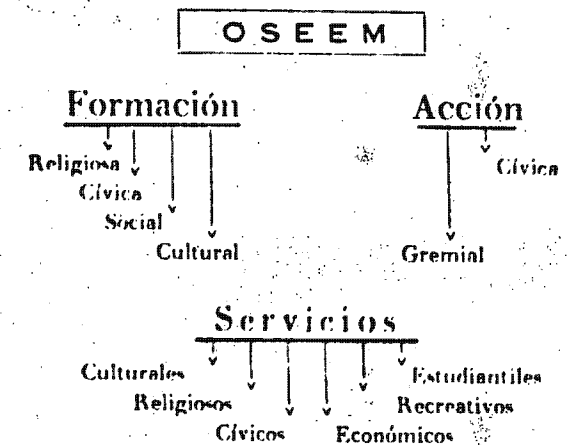 OSEEM
Formación
Acción
Religiosa
Cívica
Cívica
Social
Cultural
Gremial
Servicios
Culturales
Estudiantiles
Religiosos
Recreativos
Cívicos
Económicos